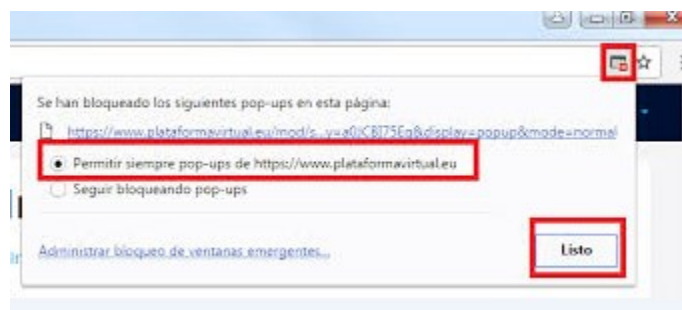 Se han bloqueado los siguientes pop-ups en esta página:
https://www.plataformavirtual.eu/mod/s...y=a0JCBI75Eq&display=popup&mode=normal
Permitir siempre pop-ups de https://www.plataformavirtual.eu
Seguir bloqueando pop-ups
Administrar bloqueo de ventanas emergentes...
Listo